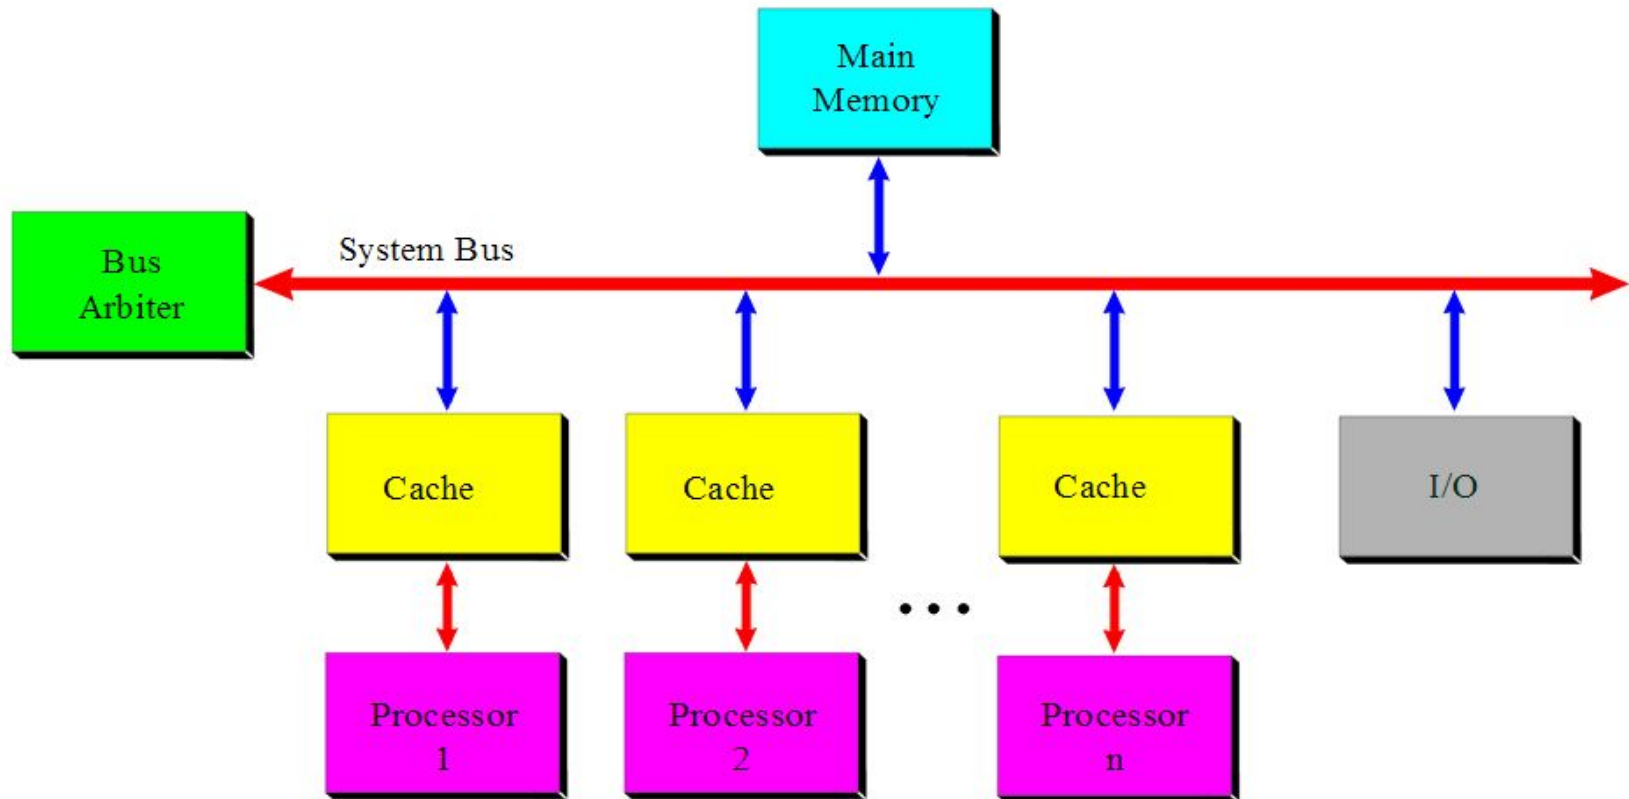 Main
Memory
System Bus
Bus
Arbiter
Cache
Cache
Cache
I/O
Processor
1
Processor
2
Processor
n